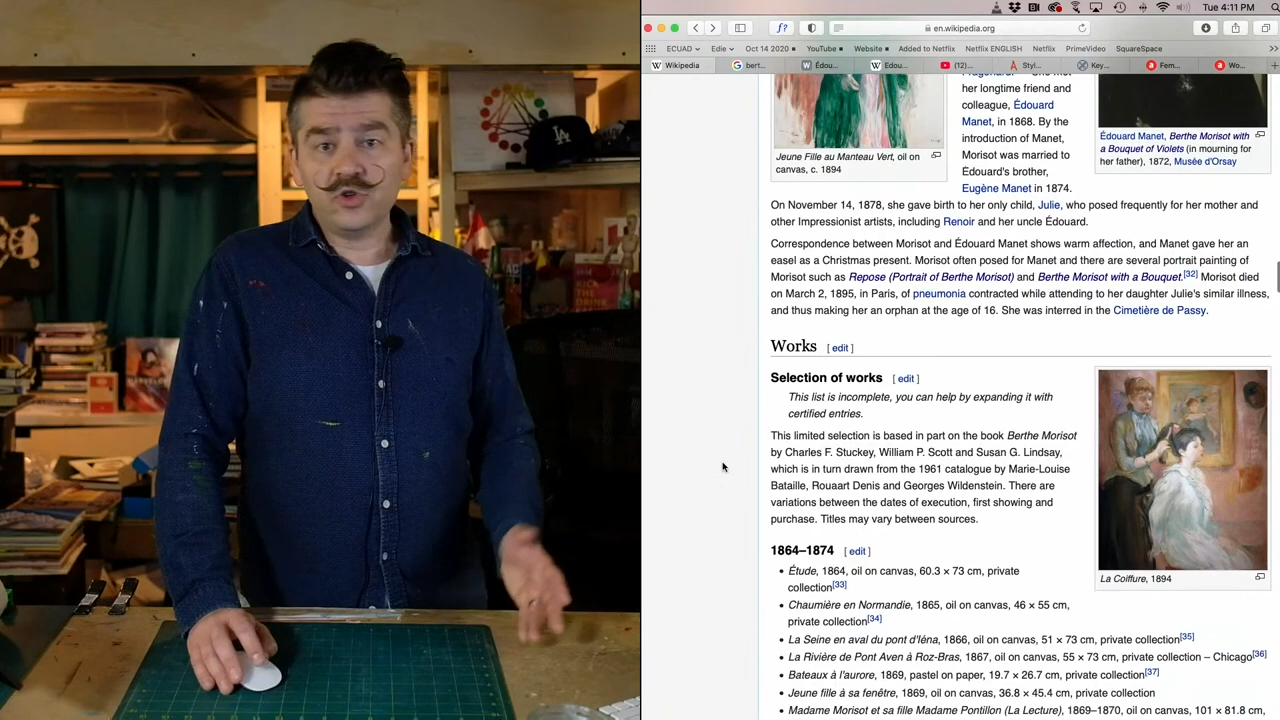 LA
AG
KICK
THE
DRINK
Tue 4:11 PM
f?
en.wikipedia.org
ECUAD
Edie
Oct 14 2020
YouTube
Website
Added to Netflix
Netflix ENGLISH
Netflix
PrimeVideo
SquareSpace
W Wikipedia
G bert...
W Édou...
W Edou...
(12)...
Styl...
Key...
a Fem...
a Wo...
her longtime friend and
colleague, Édouard
Manet, in 1868. By the
introduction of Manet,
Morisot was married to
Édouard's brother,
Eugène Manet in 1874.
Jeune Fille au Manteau Vert, oil on
canvas, c. 1894
Édouard Manet, Berthe Morisot with
a Bouquet of Violets (in mourning for
her father), 1872, Musée d'Orsay
On November 14, 1878, she gave birth to her only child, Julie, who posed frequently for her mother and
other Impressionist artists, including Renoir and her uncle Édouard.
Correspondence between Morisot and Édouard Manet shows warm affection, and Manet gave her an
easel as a Christmas present. Morisot often posed for Manet and there are several portrait painting of
Morisot such as Repose (Portrait of Berthe Morisot) and Berthe Morisot with a Bouquet.[32] Morisot died
on March 2, 1895, in Paris, of pneumonia contracted while attending to her daughter Julie's similar illness,
and thus making her an orphan at the age of 16. She was interred in the Cimetière de Passy.
Works [ edit ]
Selection of works [ edit ]
This list is incomplete, you can help by expanding it with
certified entries.
This limited selection is based in part on the book Berthe Morisot
by Charles F. Stuckey, William P. Scott and Susan G. Lindsay,
which is in turn drawn from the 1961 catalogue by Marie-Louise
Bataille, Rouaart Denis and Georges Wildenstein. There are
variations between the dates of execution, first showing and
purchase. Titles may vary between sources.
La Coiffure, 1894
1864–1874 [ edit ]
• Étude, 1864, oil on canvas, 60.3 × 73 cm, private
collection[33]
• Chaumière en Normandie, 1865, oil on canvas, 46 × 55 cm,
private collection[34]
• La Seine en aval du pont d'Iéna, 1866, oil on canvas, 51 × 73 cm, private collection[35]
• La Rivière de Pont Aven à Roz-Bras, 1867, oil on canvas, 55 × 73 cm, private collection – Chicago[36]
• Bateaux à l'aurore, 1869, pastel on paper, 19.7 × 26.7 cm, private collection[37]
• Jeune fille à sa fenêtre, 1869, oil on canvas, 36.8 × 45.4 cm, private collection
• Madame Morisot et sa fille Madame Pontillon (La Lecture), 1869–1870, oil on canvas, 101 × 81.8 cm,